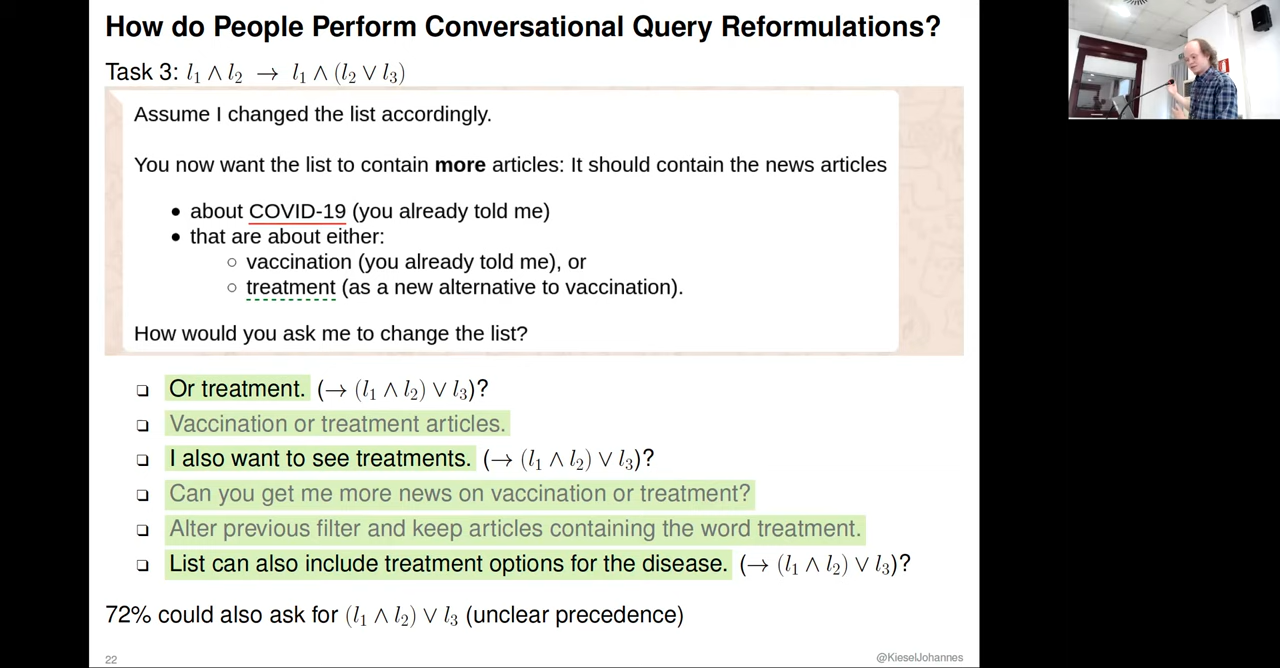 How do People Perform Conversational Query Reformulations?
Task 3: l₁ ∧ l₂ → l₁ ∧ (l₂ ∨ l₃)
Assume I changed the list accordingly.
You now want the list to contain more articles: It should contain the news articles
• about COVID-19 (you already told me)
• that are about either:
○ vaccination (you already told me), or
○ treatment (as a new alternative to vaccination).
How would you ask me to change the list?
❑ Or treatment. (→ (l₁ ∧ l₂) ∨ l₃)?
❑ Vaccination or treatment articles.
❑ I also want to see treatments. (→ (l₁ ∧ l₂) ∨ l₃)?
❑ Can you get me more news on vaccination or treatment?
❑ Alter previous filter and keep articles containing the word treatment.
❑ List can also include treatment options for the disease. (→ (l₁ ∧ l₂) ∨ l₃)?
72% could also ask for (l₁ ∧ l₂) ∨ l₃ (unclear precedence)
22
@KieselJohannes